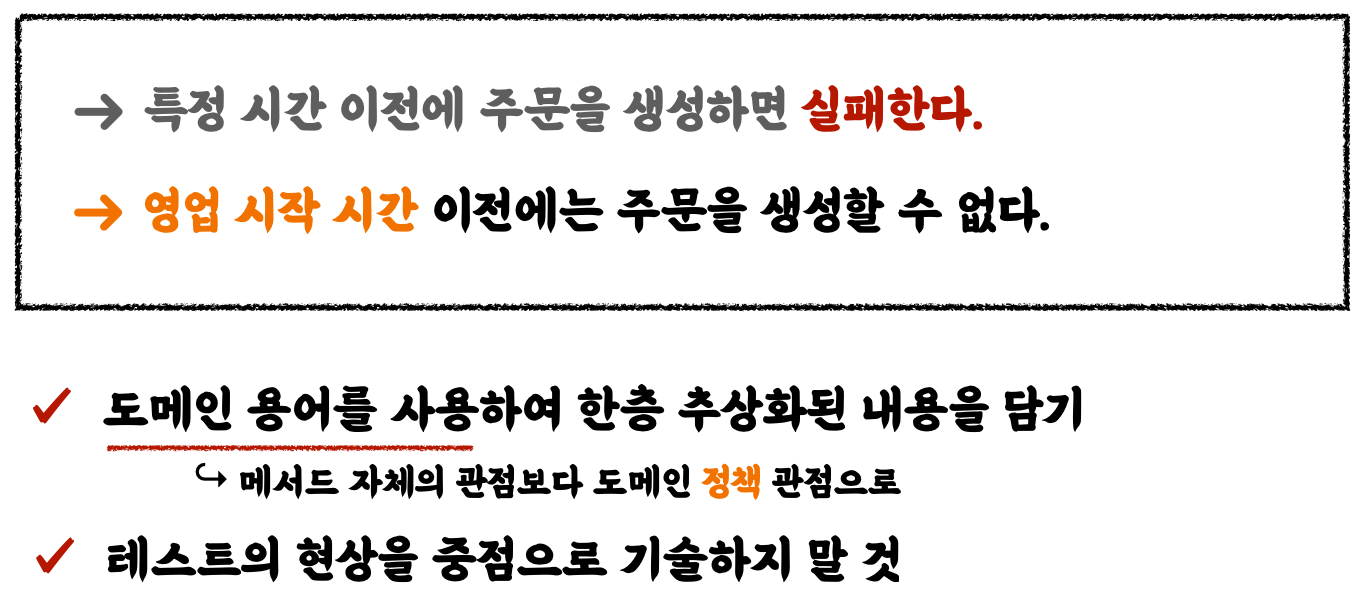 → 특정 시간 이전에 주문을 생성하면 실패한다.
→ 영업 시작 시간 이전에는 주문을 생성할 수 없다.
✓ 도메인 용어를 사용하여 한층 추상화된 내용을 담기
↪ 메서드 자체의 관점보다 도메인 정책 관점으로
✓ 테스트의 현상을 중점으로 기술하지 말 것